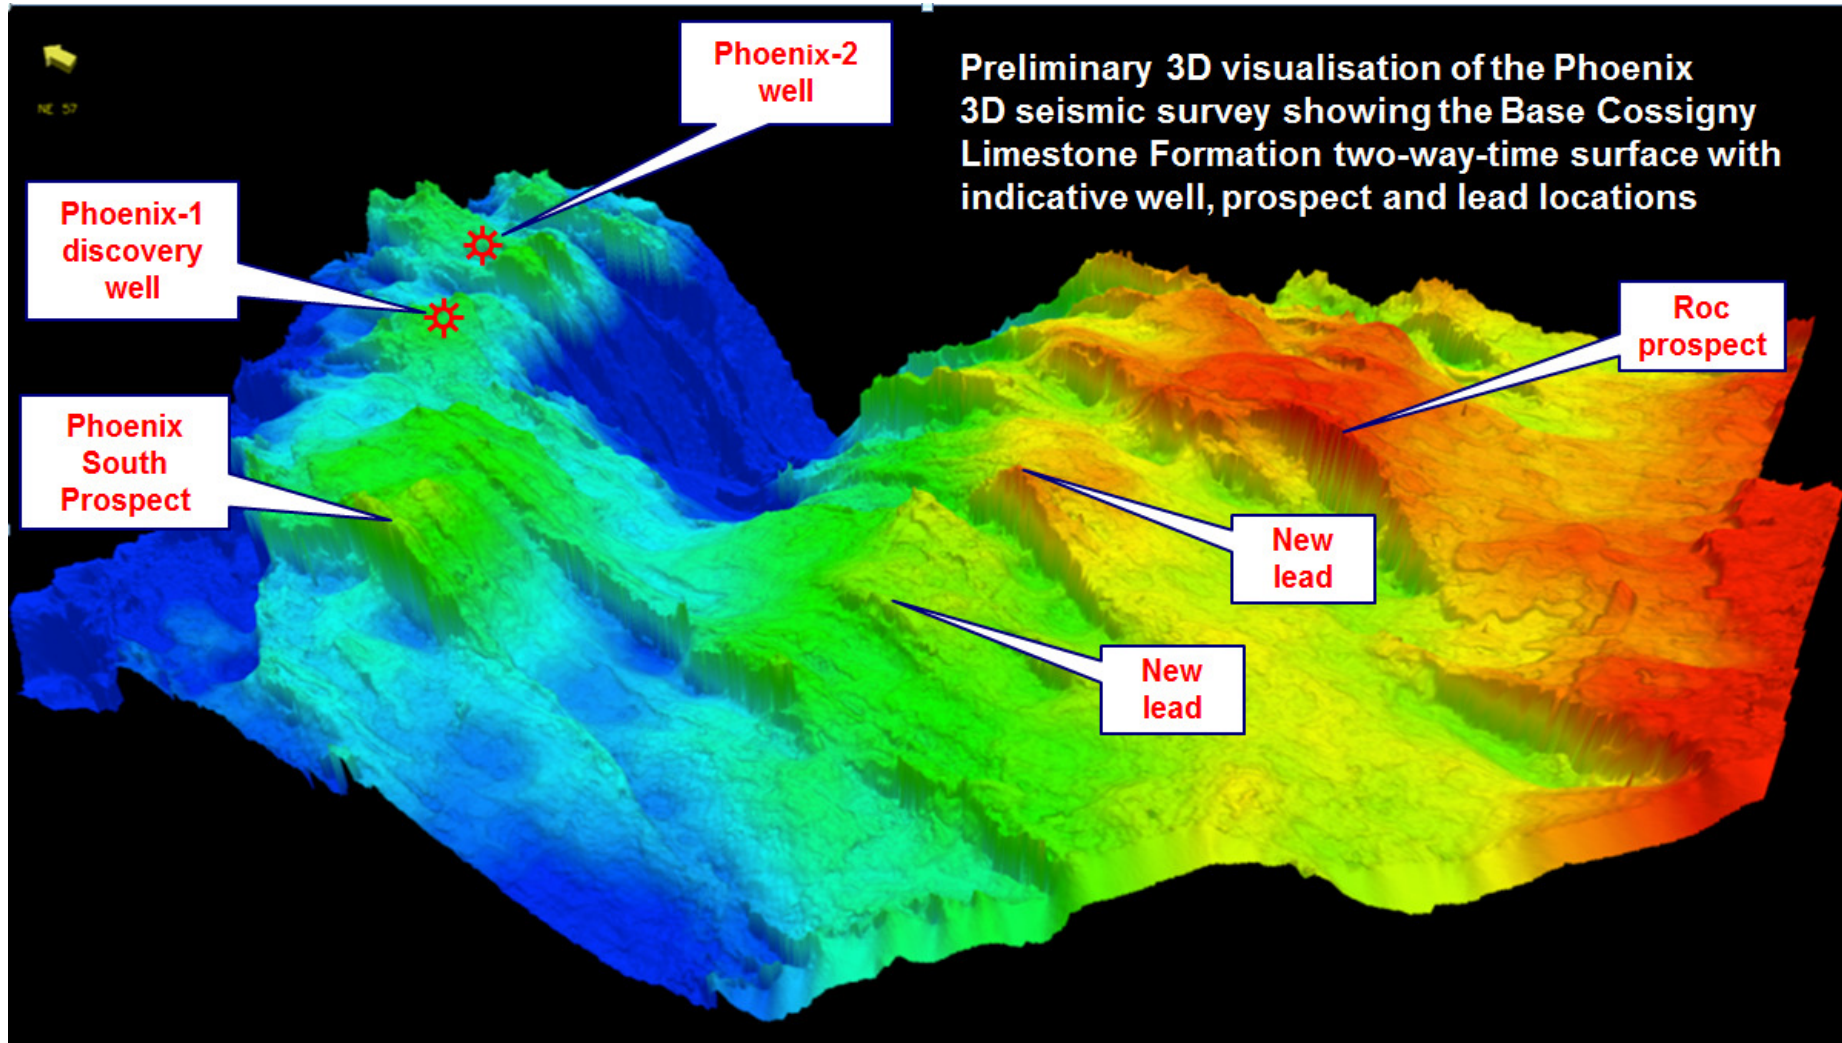 Preliminary 3D visualisation of the Phoenix
3D seismic survey showing the Base Cossigny
Limestone Formation two-way-time surface with
indicative well, prospect and lead locations
NE 57
Phoenix-2
well
Phoenix-1
discovery
well
Phoenix
South
Prospect
Roc
prospect
New
lead
New
lead